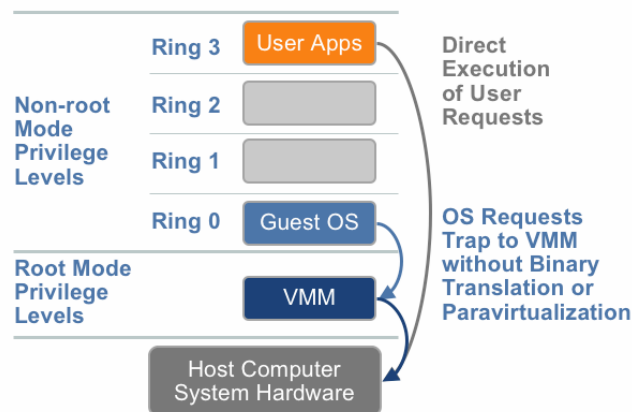 Ring 3
User Apps
Direct
Execution
of User
Requests
Non-root
Mode
Privilege
Levels
Ring 2
Ring 1
Ring 0
Guest OS
OS Requests
Trap to VMM
without Binary
Translation or
Paravirtualization
Root Mode
Privilege
Levels
VMM
Host Computer
System Hardware